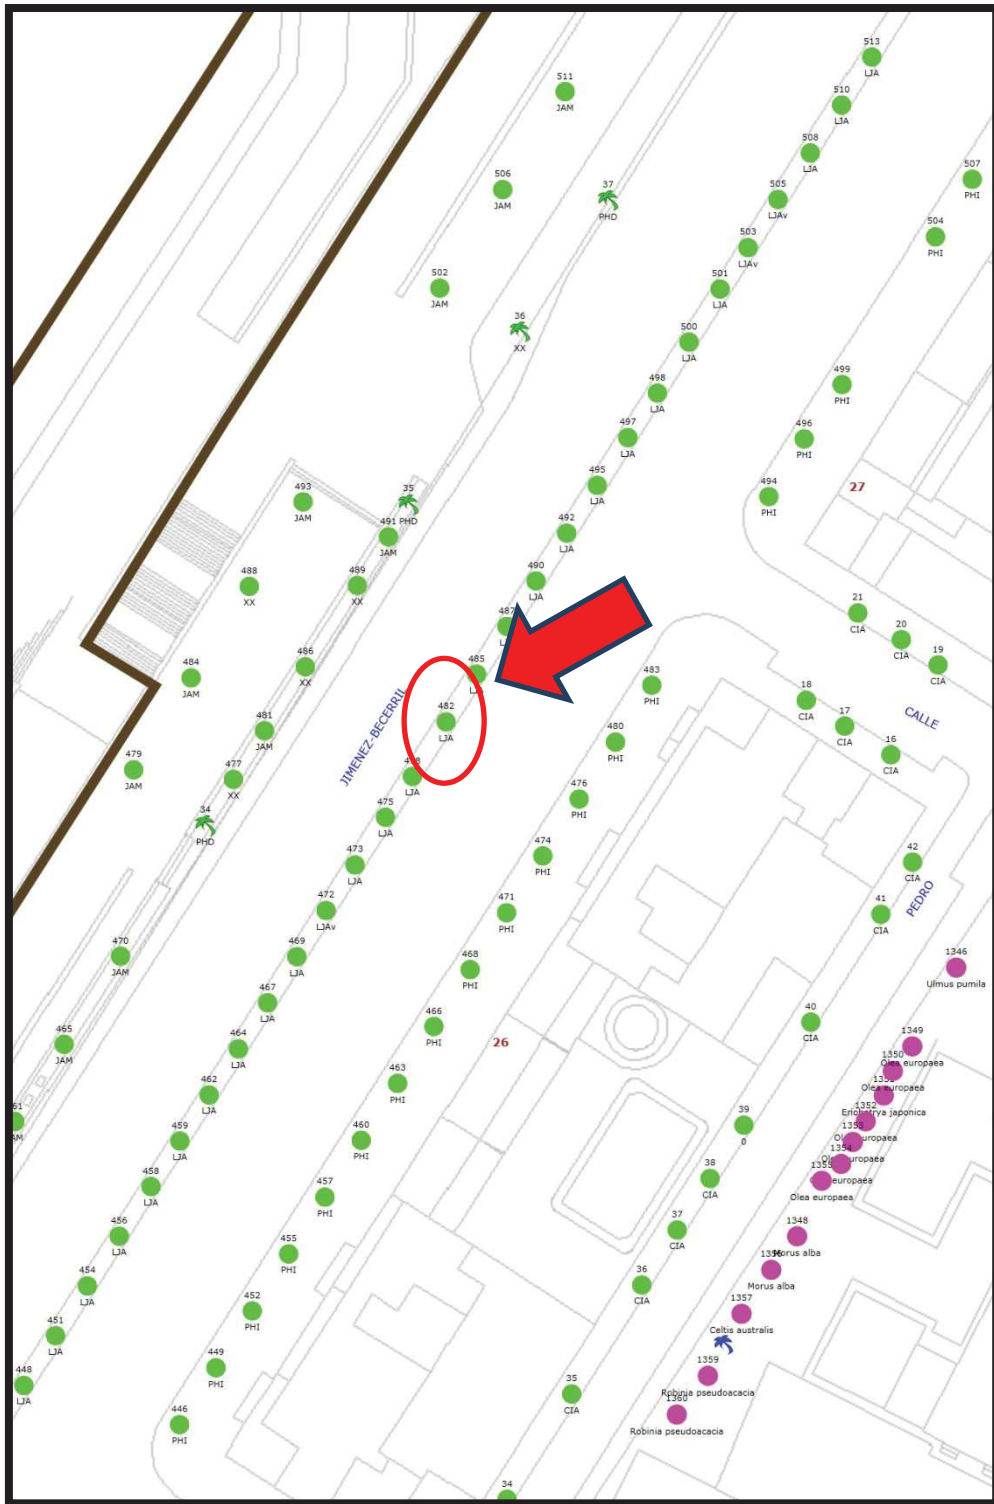 513
LJA
511
JAM
510
LJA
508
LJA
507
PHI
506
JAM
37
PHD
505
LJAv
504
PHI
503
LJAv
502
JAM
501
LJA
36
XX
500
LJA
499
PHI
498
LJA
497
LJA
496
PHI
495
LJA
494
PHI
27
493
JAM
35
PHD
491
JAM
492
LJA
490
LJA
489
XX
488
XX
21
CIA
20
CIA
19
CIA
487
485
486
XX
484
JAM
483
PHI
18
CIA
17
CIA
16
CIA
CALLE
JIMENEZ-BECERRIL
482
LJA
481
JAM
480
PHI
479
JAM
477
XX
LJA
476
PHI
475
LJA
34
PHD
474
PHI
473
LJA
42
CIA
41
CIA
PEDRO
472
LJAv
471
PHI
470
JAM
469
LJA
468
PHI
1346
Ulmus pumila
467
LJA
466
PHI
40
CIA
465
JAM
464
LJA
26
1349
Olea europaea
1350
Olea europaea
463
PHI
462
LJA
1352
461
39
0
1353
459
LJA
460
PHI
1354
458
LJA
38
CIA
Olea europaea
457
PHI
456
LJA
37
CIA
1348
Morus alba
455
PHI
454
LJA
36
CIA
Morus alba
452
PHI
451
LJA
1357
Celtis australis
449
PHI
448
LJA
35
CIA
1359
Robinia pseudoacacia
1360
Robinia pseudoacacia
446
PHI
34